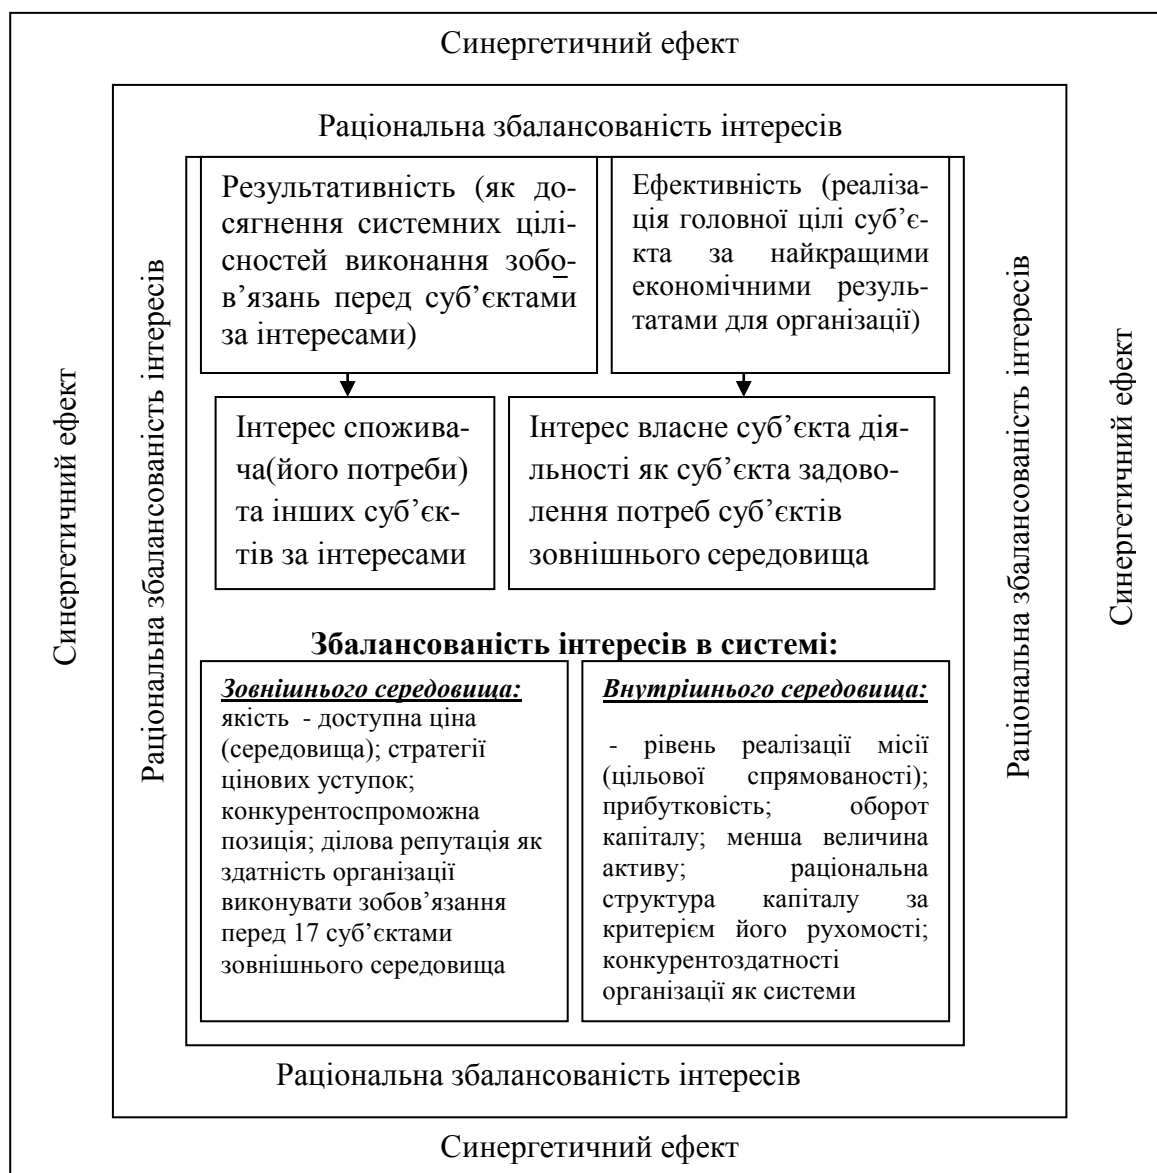 Синергетичний ефект
Раціональна збалансованість інтересів
Синергетичний ефект
Раціональна збалансованість інтересів
Результативність (як до-
сягнення системних цілі-
сностей виконання зобо-
в’язань перед суб’єктами
за інтересами)
Ефективність (реаліза-
ція головної цілі суб’є-
кта за найкращими
економічними резуль-
татами для організації)
Інтерес спожива-
ча(його потреби)
та інших суб’єк-
тів за інтересами
Інтерес власне суб’єкта дія-
льності як суб’єкта задово-
лення потреб суб’єктів
зовнішнього середовища
Збалансованість інтересів в системі:
Зовнішнього середовища:
якість - доступна ціна
(середовища); стратегії
цінових уступок;
конкурентоспроможна
позиція; ділова репутація як
здатність організації
виконувати зобов’язання
перед 17 суб’єктами
зовнішнього середовища
Внутрішнього середовища:
- рівень реалізації місії
(цільової спрямованості);
прибутковість; оборот
капіталу; менша величина
активу; раціональна
структура капіталу за
критерієм його рухомості;
конкурентоздатності
організації як системи
Раціональна збалансованість інтересів
Синергетичний ефект
Раціональна збалансованість інтересів
Синергетичний ефект